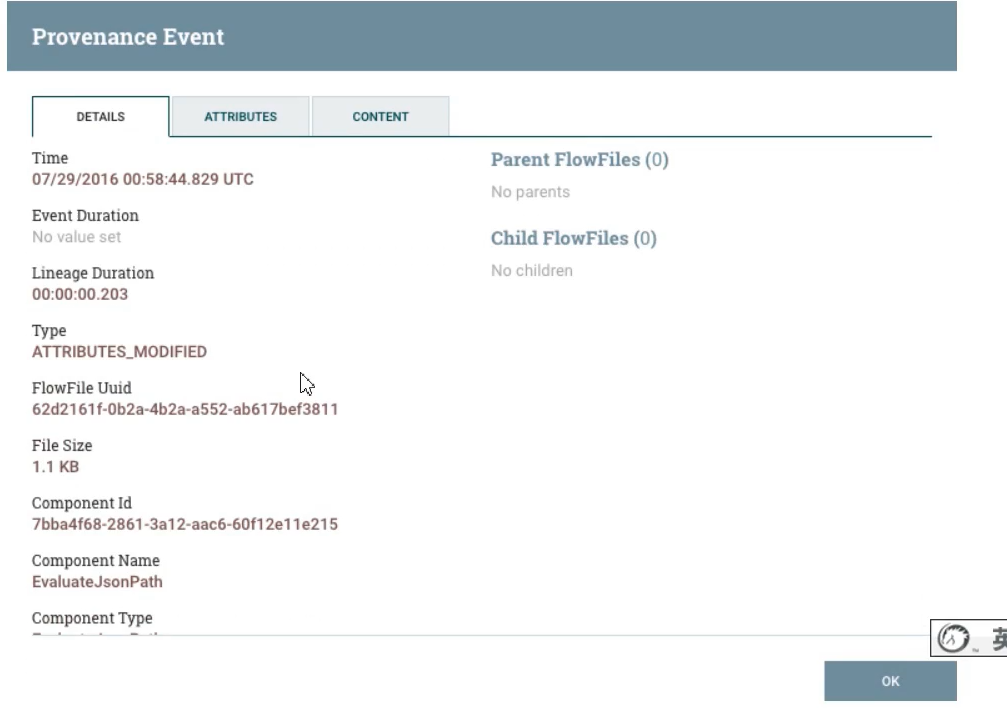 Provenance Event
DETAILS
ATTRIBUTES
CONTENT
Time
07/29/2016 00:58:44.829 UTC
Event Duration
No value set
Lineage Duration
00:00:00.203
Type
ATTRIBUTES_MODIFIED
FlowFile Uuid
62d2161f-0b2a-4b2a-a552-ab617bef3811
File Size
1.1 KB
Component Id
7bba4f68-2861-3a12-aac6-60f12e11e215
Component Name
EvaluateJsonPath
Component Type
Parent FlowFiles (0)
No parents
Child FlowFiles (0)
No children
英
OK